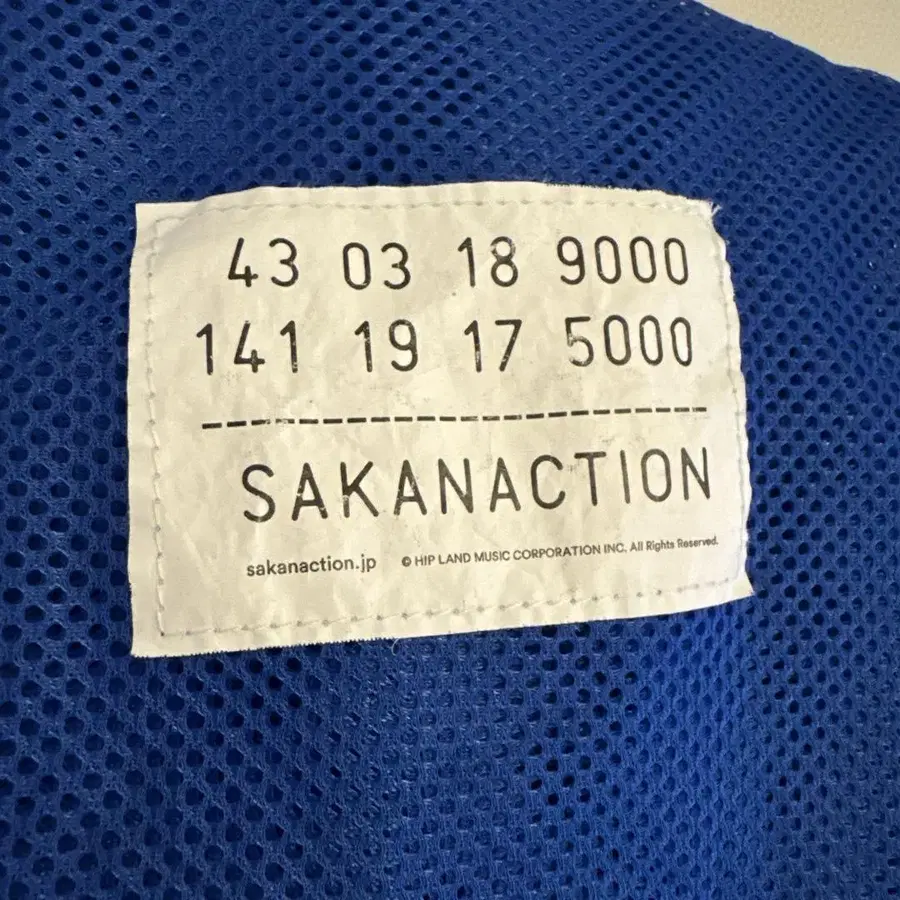 43 03 18 9000
141 19 17 5000
SAKANACTION
sakanaction.jp © HIP LAND MUSIC CORPORATION INC. All Rights Reserved.